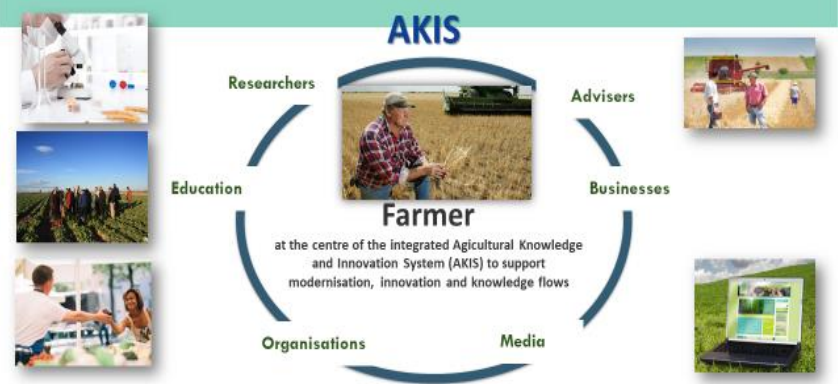 AKIS
Researchers
Advisers
Education
Businesses
Farmer
at the centre of the integrated Agicultural Knowledge
and Innovation System (AKIS) to support
modernisation, innovation and knowledge flows
Organisations
Media